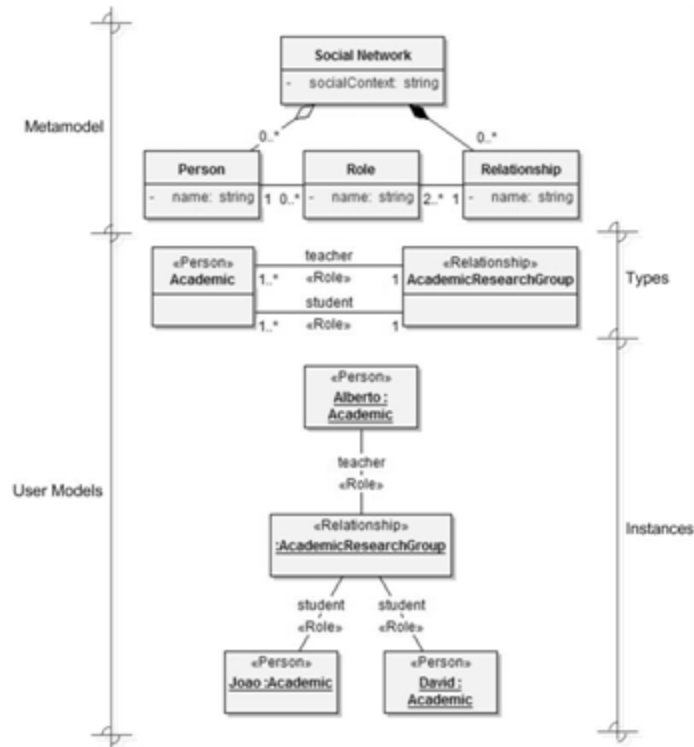 Social Network
- socialContext: string
Metamodel
0..* 0..*
Person Role Relationship
- name: string 1 0..* - name: string 2..* 1 - name: string
«Person» teacher «Relationship»
Academic 1..* «Role» 1 AcademicResearchGroup
Types
student
1..* «Role» 1
«Person»
Alberto :
Academic
teacher
«Role»
User Models
«Relationship»
:AcademicResearchGroup
Instances
student student
«Role» «Role»
«Person» «Person»
Joao :Academic David :
Academic